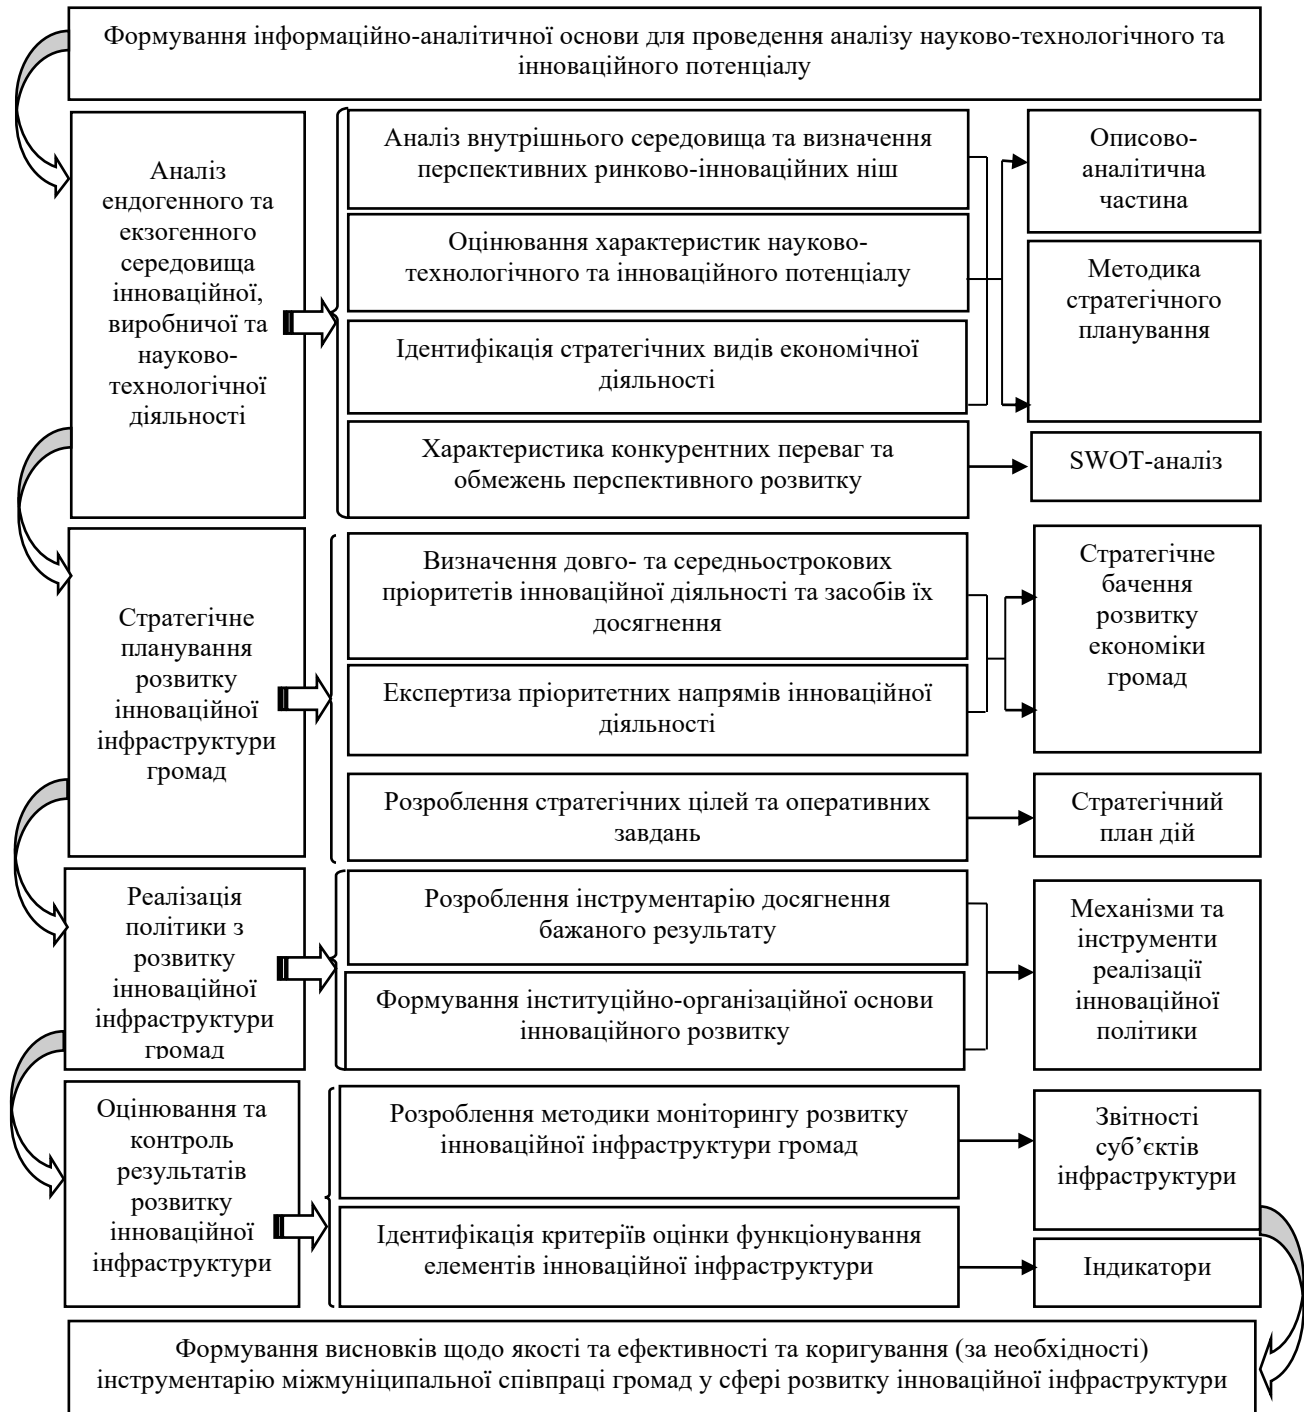 Формування інформаційно-аналітичної основи для проведення аналізу науково-технологічного та
інноваційного потенціалу
Аналіз
ендогенного та
екзогенного
середовища
інноваційної,
виробничої та
науково-
технологічної
діяльності
Аналіз внутрішнього середовища та визначення
перспективних ринково-інноваційних ніш
Оцінювання характеристик науково-
технологічного та інноваційного потенціалу
Ідентифікація стратегічних видів економічної
діяльності
Характеристика конкурентних переваг та
обмежень перспективного розвитку
Описово-
аналітична
частина
Методика
стратегічного
планування
SWOT-аналіз
Стратегічне
планування
розвитку
інноваційної
інфраструктури
громад
Визначення довго- та середньострокових
пріоритетів інноваційної діяльності та засобів їх
досягнення
Експертиза пріоритетних напрямів інноваційної
діяльності
Розроблення стратегічних цілей та оперативних
завдань
Стратегічне
бачення
розвитку
економіки
громад
Стратегічний
план дій
Реалізація
політики з
розвитку
інноваційної
інфраструктури
громад
Розроблення інструментарію досягнення
бажаного результату
Формування інституційно-організаційної основи
інноваційного розвитку
Механізми та
інструменти
реалізації
інноваційної
політики
Оцінювання та
контроль
результатів
розвитку
інноваційної
інфраструктури
Розроблення методики моніторингу розвитку
інноваційної інфраструктури громад
Ідентифікація критеріїв оцінки функціонування
елементів інноваційної інфраструктури
Звітності
суб’єктів
інфраструктури
Індикатори
Формування висновків щодо якості та ефективності та коригування (за необхідності)
інструментарію міжмуніципальної співпраці громад у сфері розвитку інноваційної інфраструктури